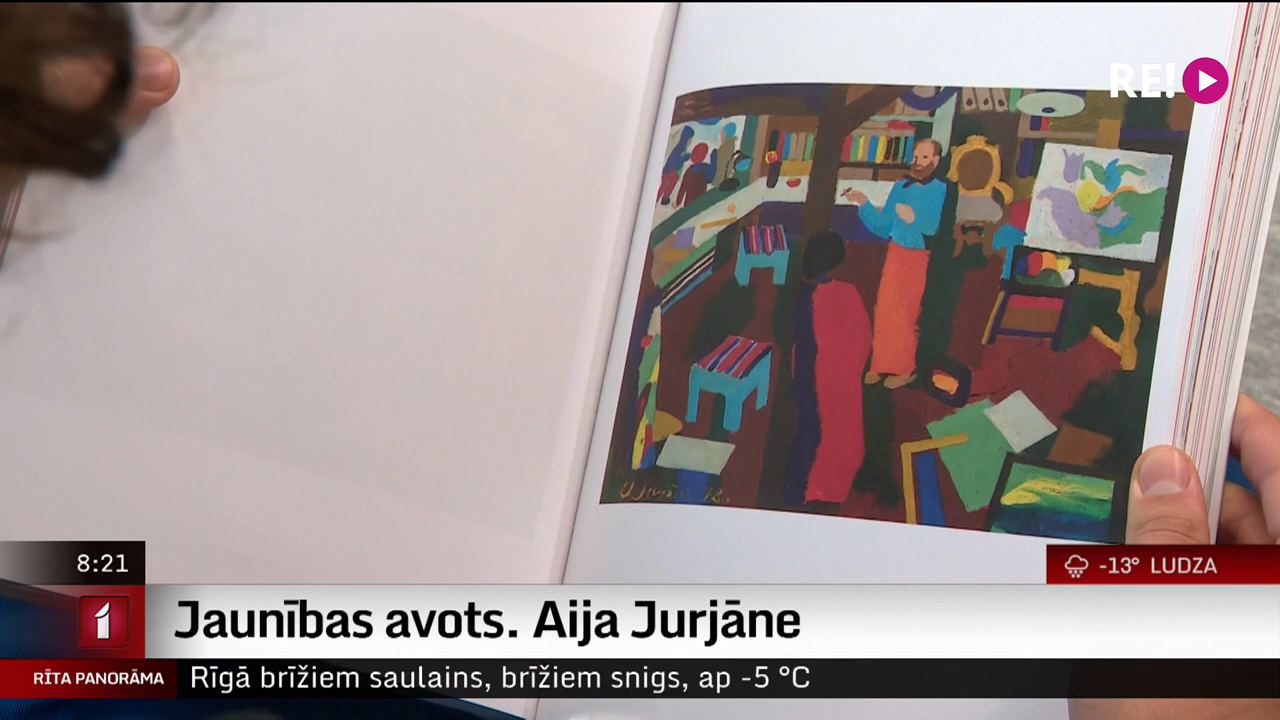 RE!
8:21
-13° LUDZA
1
Jaunības avots. Aija Jurjāne
RĪTA PANORĀMA
Rīgā brīžiem saulains, brīžiem snigs, ap -5 °C